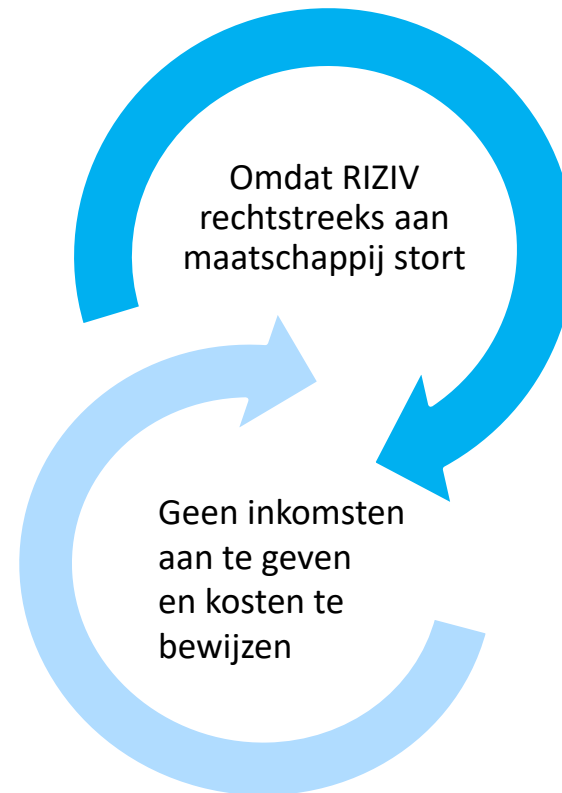 Omdat RIZIV
rechtstreeks aan
maatschappij stort
Geen inkomsten
aan te geven
en kosten te
bewijzen